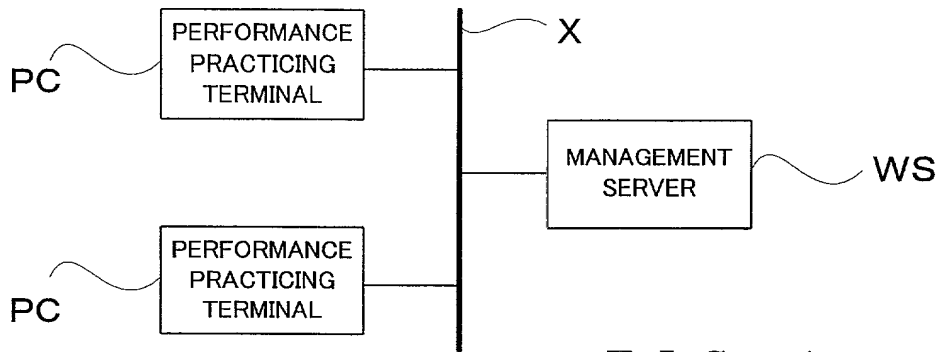 PC
PERFORMANCE
PRACTICING
TERMINAL
X
MANAGEMENT
SERVER
WS
PC
PERFORMANCE
PRACTICING
TERMINAL